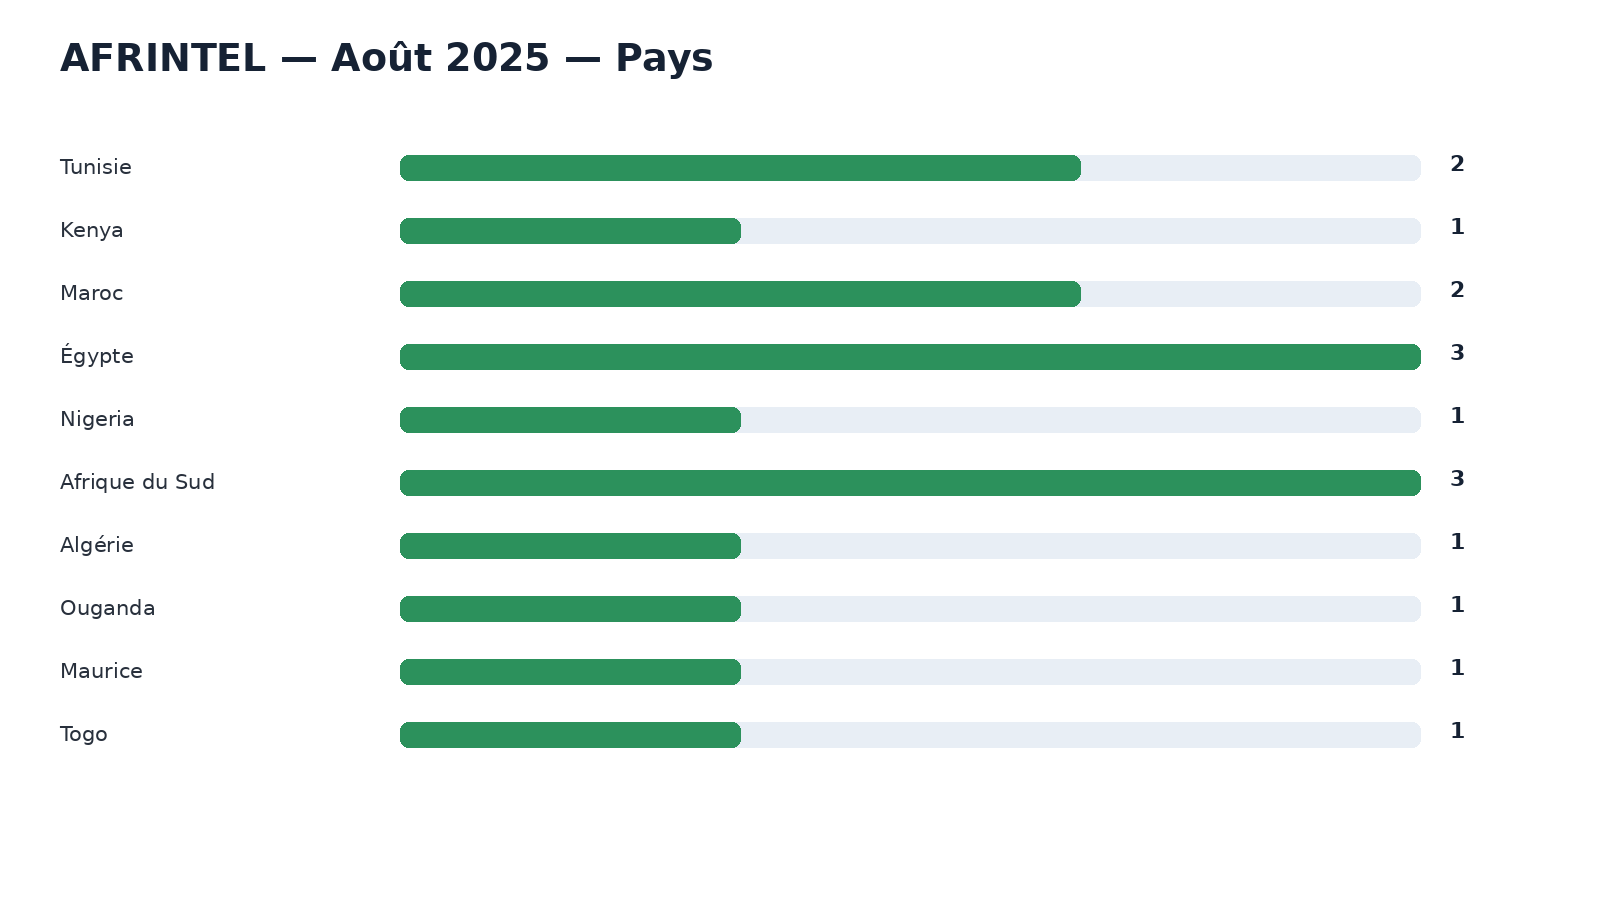 AFRINTEL — Août 2025 — Pays
Tunisie 2
Kenya 1
Maroc 2
Égypte 3
Nigeria 1
Afrique du Sud 3
Algérie 1
Ouganda 1
Maurice 1
Togo 1